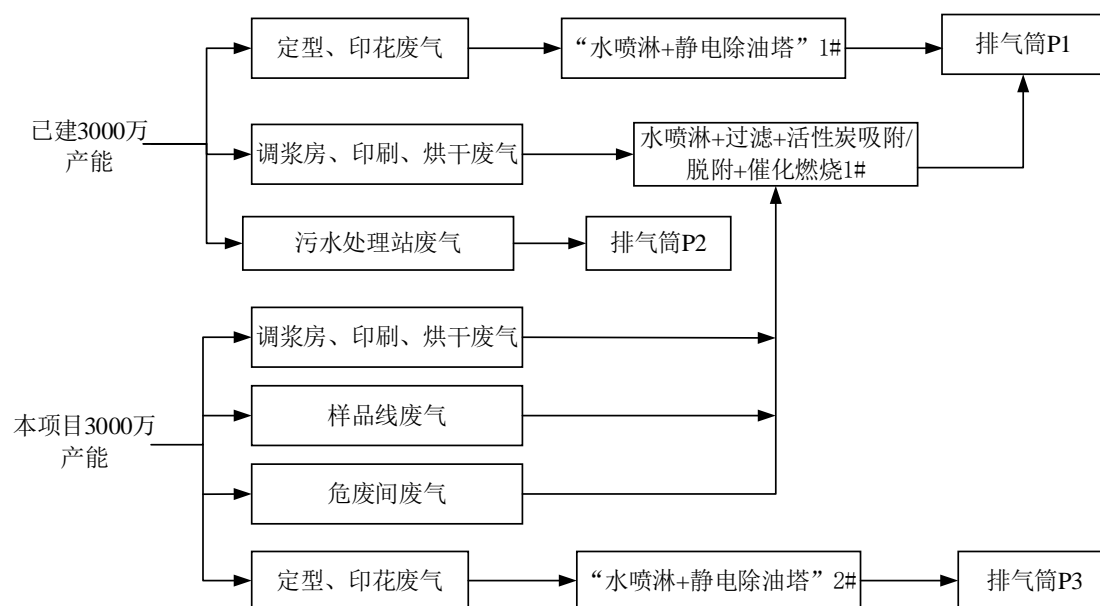 定型、印花废气
“水喷淋+静电除油塔”1#
排气筒P1
已建3000万
产能
调浆房、印刷、烘干废气
水喷淋+过滤+活性炭吸附/
脱附+催化燃烧1#
污水处理站废气
排气筒P2
调浆房、印刷、烘干废气
样品线废气
本项目3000万
产能
危废间废气
定型、印花废气
“水喷淋+静电除油塔”2#
排气筒P3